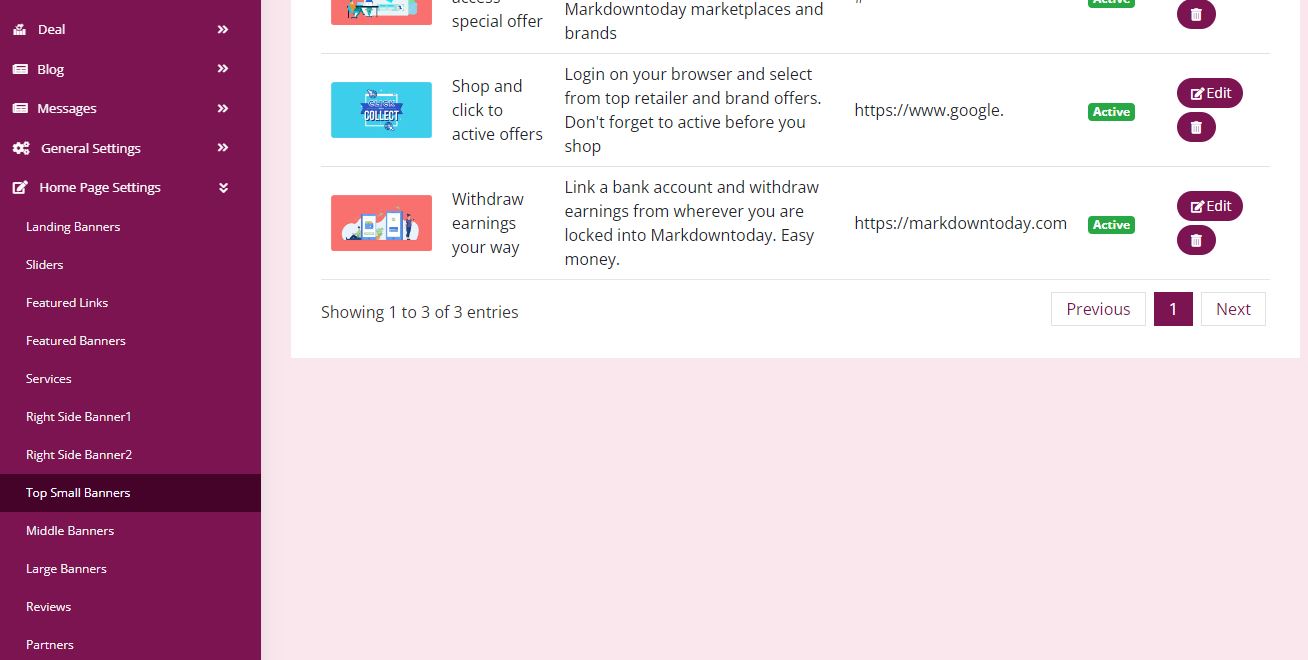 Deal
Blog
Messages
General Settings
Home Page Settings
Landing Banners
Sliders
Featured Links
Featured Banners
Services
Right Side Banner1
Right Side Banner2
Top Small Banners
Middle Banners
Large Banners
Reviews
Partners
access
special offer
Markdowntoday marketplaces and
brands
Active
CLICK
COLLECT
Shop and
click to
active offers
Login on your browser and select
from top retailer and brand offers.
Don't forget to active before you
shop
https://www.google.
Active
Edit
Withdraw
earnings
your way
Link a bank account and withdraw
earnings from wherever you are
locked into Markdowntoday. Easy
money.
https://markdowntoday.com
Active
Edit
Showing 1 to 3 of 3 entries
Previous
1
Next